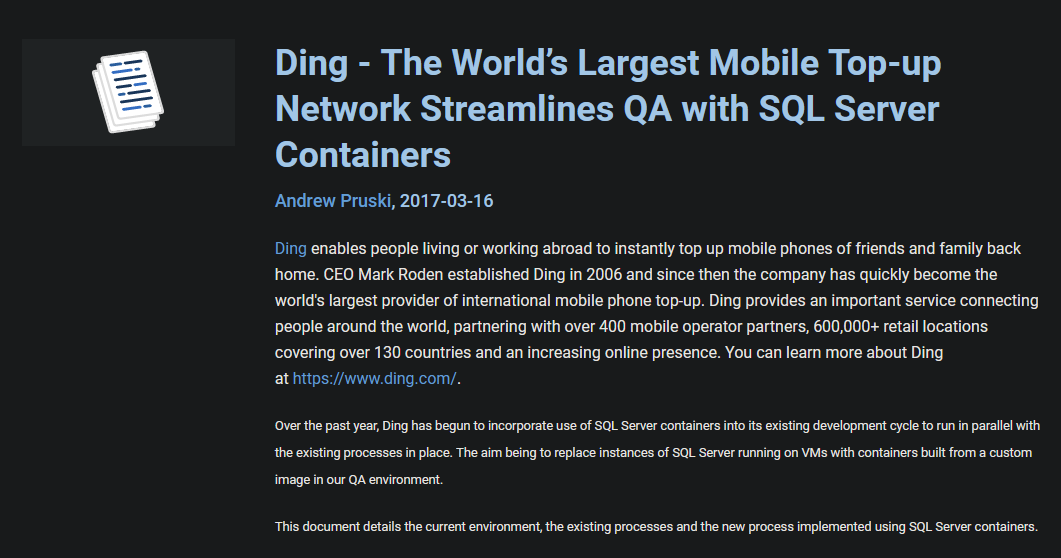 Ding - The World’s Largest Mobile Top-up
Network Streamlines QA with SQL Server
Containers
Andrew Pruski, 2017-03-16
Ding enables people living or working abroad to instantly top up mobile phones of friends and family back
home. CEO Mark Roden established Ding in 2006 and since then the company has quickly become the
world's largest provider of international mobile phone top-up. Ding provides an important service connecting
people around the world, partnering with over 400 mobile operator partners, 600,000+ retail locations
covering over 130 countries and an increasing online presence. You can learn more about Ding
at https://www.ding.com/.
Over the past year, Ding has begun to incorporate use of SQL Server containers into its existing development cycle to run in parallel with
the existing processes in place. The aim being to replace instances of SQL Server running on VMs with containers built from a custom
image in our QA environment.
This document details the current environment, the existing processes and the new process implemented using SQL Server containers.